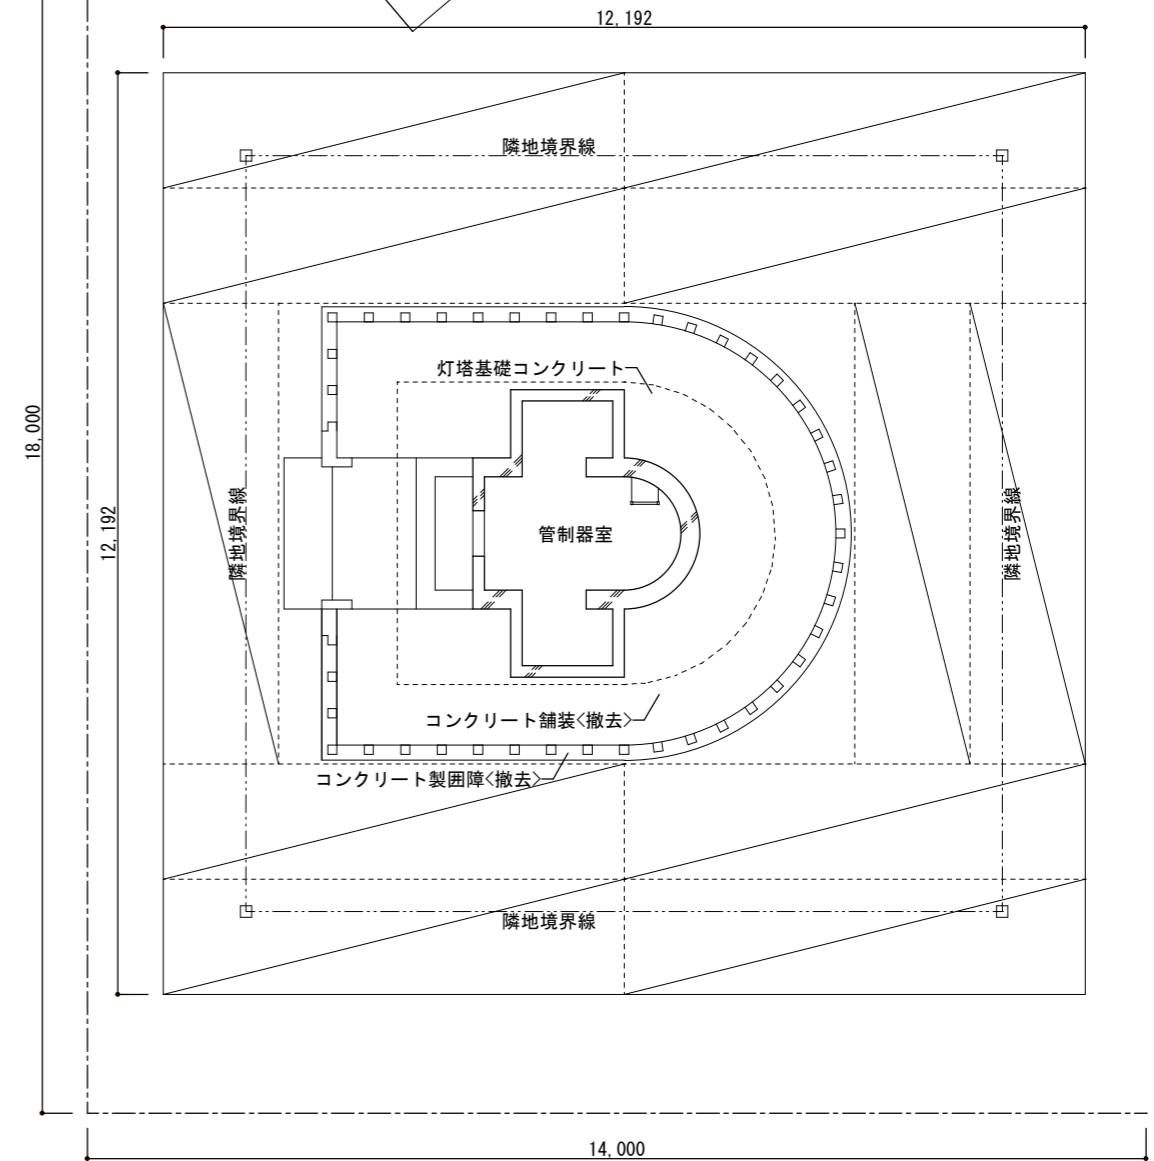 12,192
隣地境界線
灯塔基礎コンクリート
18,000
12,192
隣地境界線
管制器室
隣地境界線
コンクリート舗装<撤去>
コンクリート製囲障<撤去>
隣地境界線
14,000